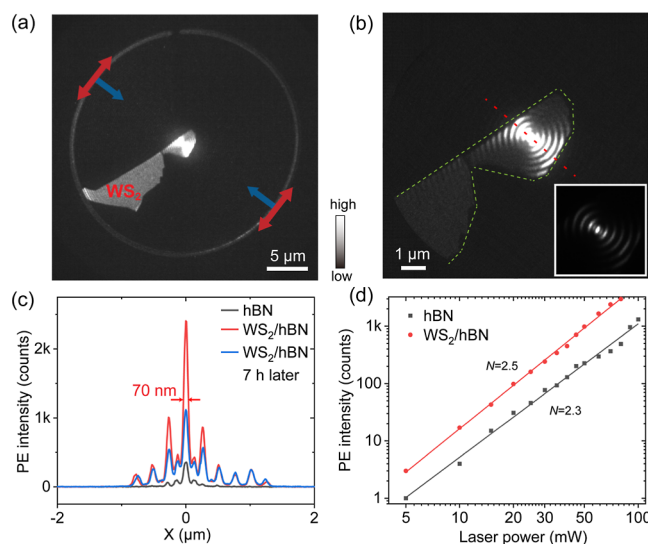 (a)
WS₂
5 µm
high
low
(b)
1 µm
(c)
PE intensity (counts)
2k
1k
0
hBN
WS₂/hBN
WS₂/hBN
7 h later
70 nm
-2
-1
0
1
2
X (µm)
(d)
PE intensity (counts)
1k
100
10
1
hBN
WS₂/hBN
N=2.5
N=2.3
5
10
20
30
40
50
100
Laser power (mW)